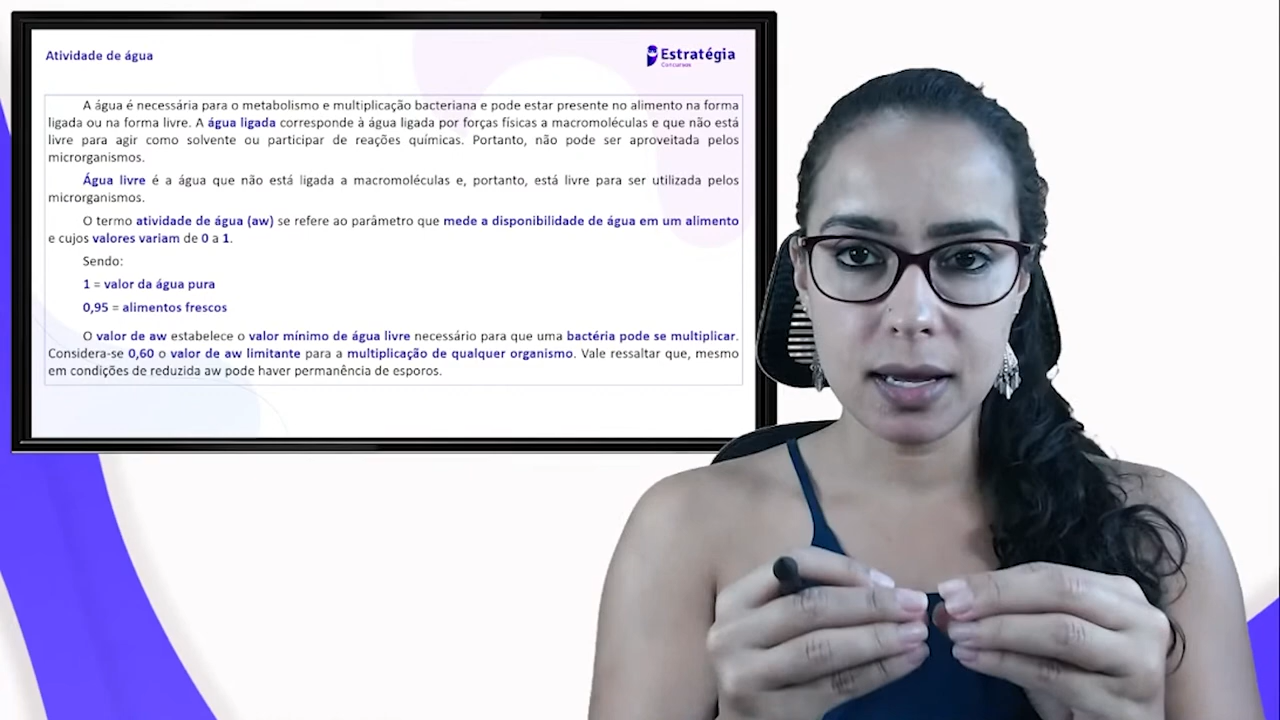 Atividade de água
Estratégia
Concursos
A água é necessária para o metabolismo e multiplicação bacteriana e pode estar presente no alimento na forma
ligada ou na forma livre. A água ligada corresponde à água ligada por forças físicas a macromoléculas e que não está
livre para agir como solvente ou participar de reações químicas. Portanto, não pode ser aproveitada pelos
microrganismos.
Água livre é a água que não está ligada a macromoléculas e, portanto, está livre para ser utilizada pelos
microrganismos.
O termo atividade de água (aw) se refere ao parâmetro que mede a disponibilidade de água em um alimento
e cujos valores variam de 0 a 1.
Sendo:
1 = valor da água pura
0,95 = alimentos frescos
O valor de aw estabelece o valor mínimo de água livre necessário para que uma bactéria pode se multiplicar.
Considera-se 0,60 o valor de aw limitante para a multiplicação de qualquer organismo. Vale ressaltar que, mesmo
em condições de reduzida aw pode haver permanência de esporos.